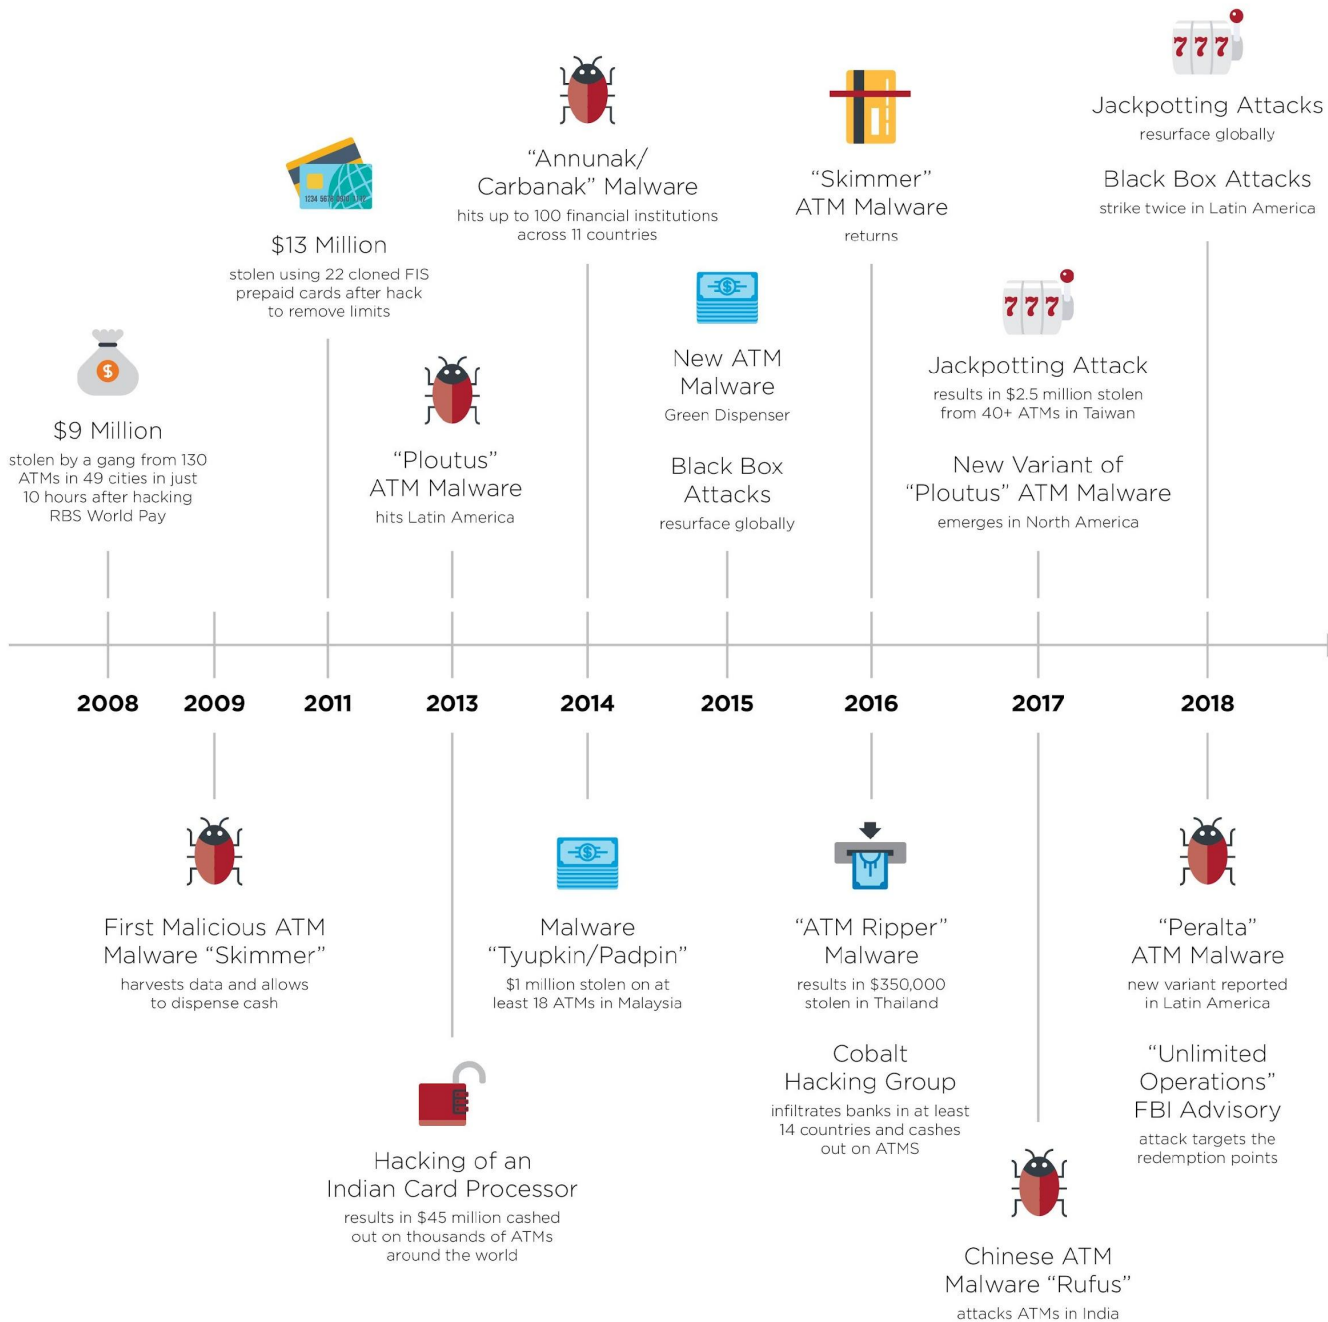 $9 Million
stolen by a gang from 130
ATMs in 49 cities in just
10 hours after hacking
RBS World Pay
$13 Million
stolen using 22 cloned FIS
prepaid cards after hack
to remove limits
“Ploutus”
ATM Malware
hits Latin America
“Annunak/
Carbanak” Malware
hits up to 100 financial institutions
across 11 countries
New ATM
Malware
Green Dispenser
Black Box
Attacks
resurface globally
“Skimmer”
ATM Malware
returns
777
Jackpotting Attack
results in $2.5 million stolen
from 40+ ATMs in Taiwan
New Variant of
“Ploutus” ATM Malware
emerges in North America
777
Jackpotting Attacks
resurface globally
Black Box Attacks
strike twice in Latin America
2008 2009 2011 2013 2014 2015 2016 2017 2018
First Malicious ATM
Malware “Skimmer”
harvests data and allows
to dispense cash
Hacking of an
Indian Card Processor
results in $45 million cashed
out on thousands of ATMs
around the world
Malware
“Tyupkin/Padpin”
$1 million stolen on at
least 18 ATMs in Malaysia
“ATM Ripper”
Malware
results in $350,000
stolen in Thailand
Cobalt
Hacking Group
infiltrates banks in at least
14 countries and cashes
out on ATMS
Chinese ATM
Malware “Rufus”
attacks ATMs in India
“Peralta”
ATM Malware
new variant reported
in Latin America
“Unlimited
Operations”
FBI Advisory
attack targets the
redemption points